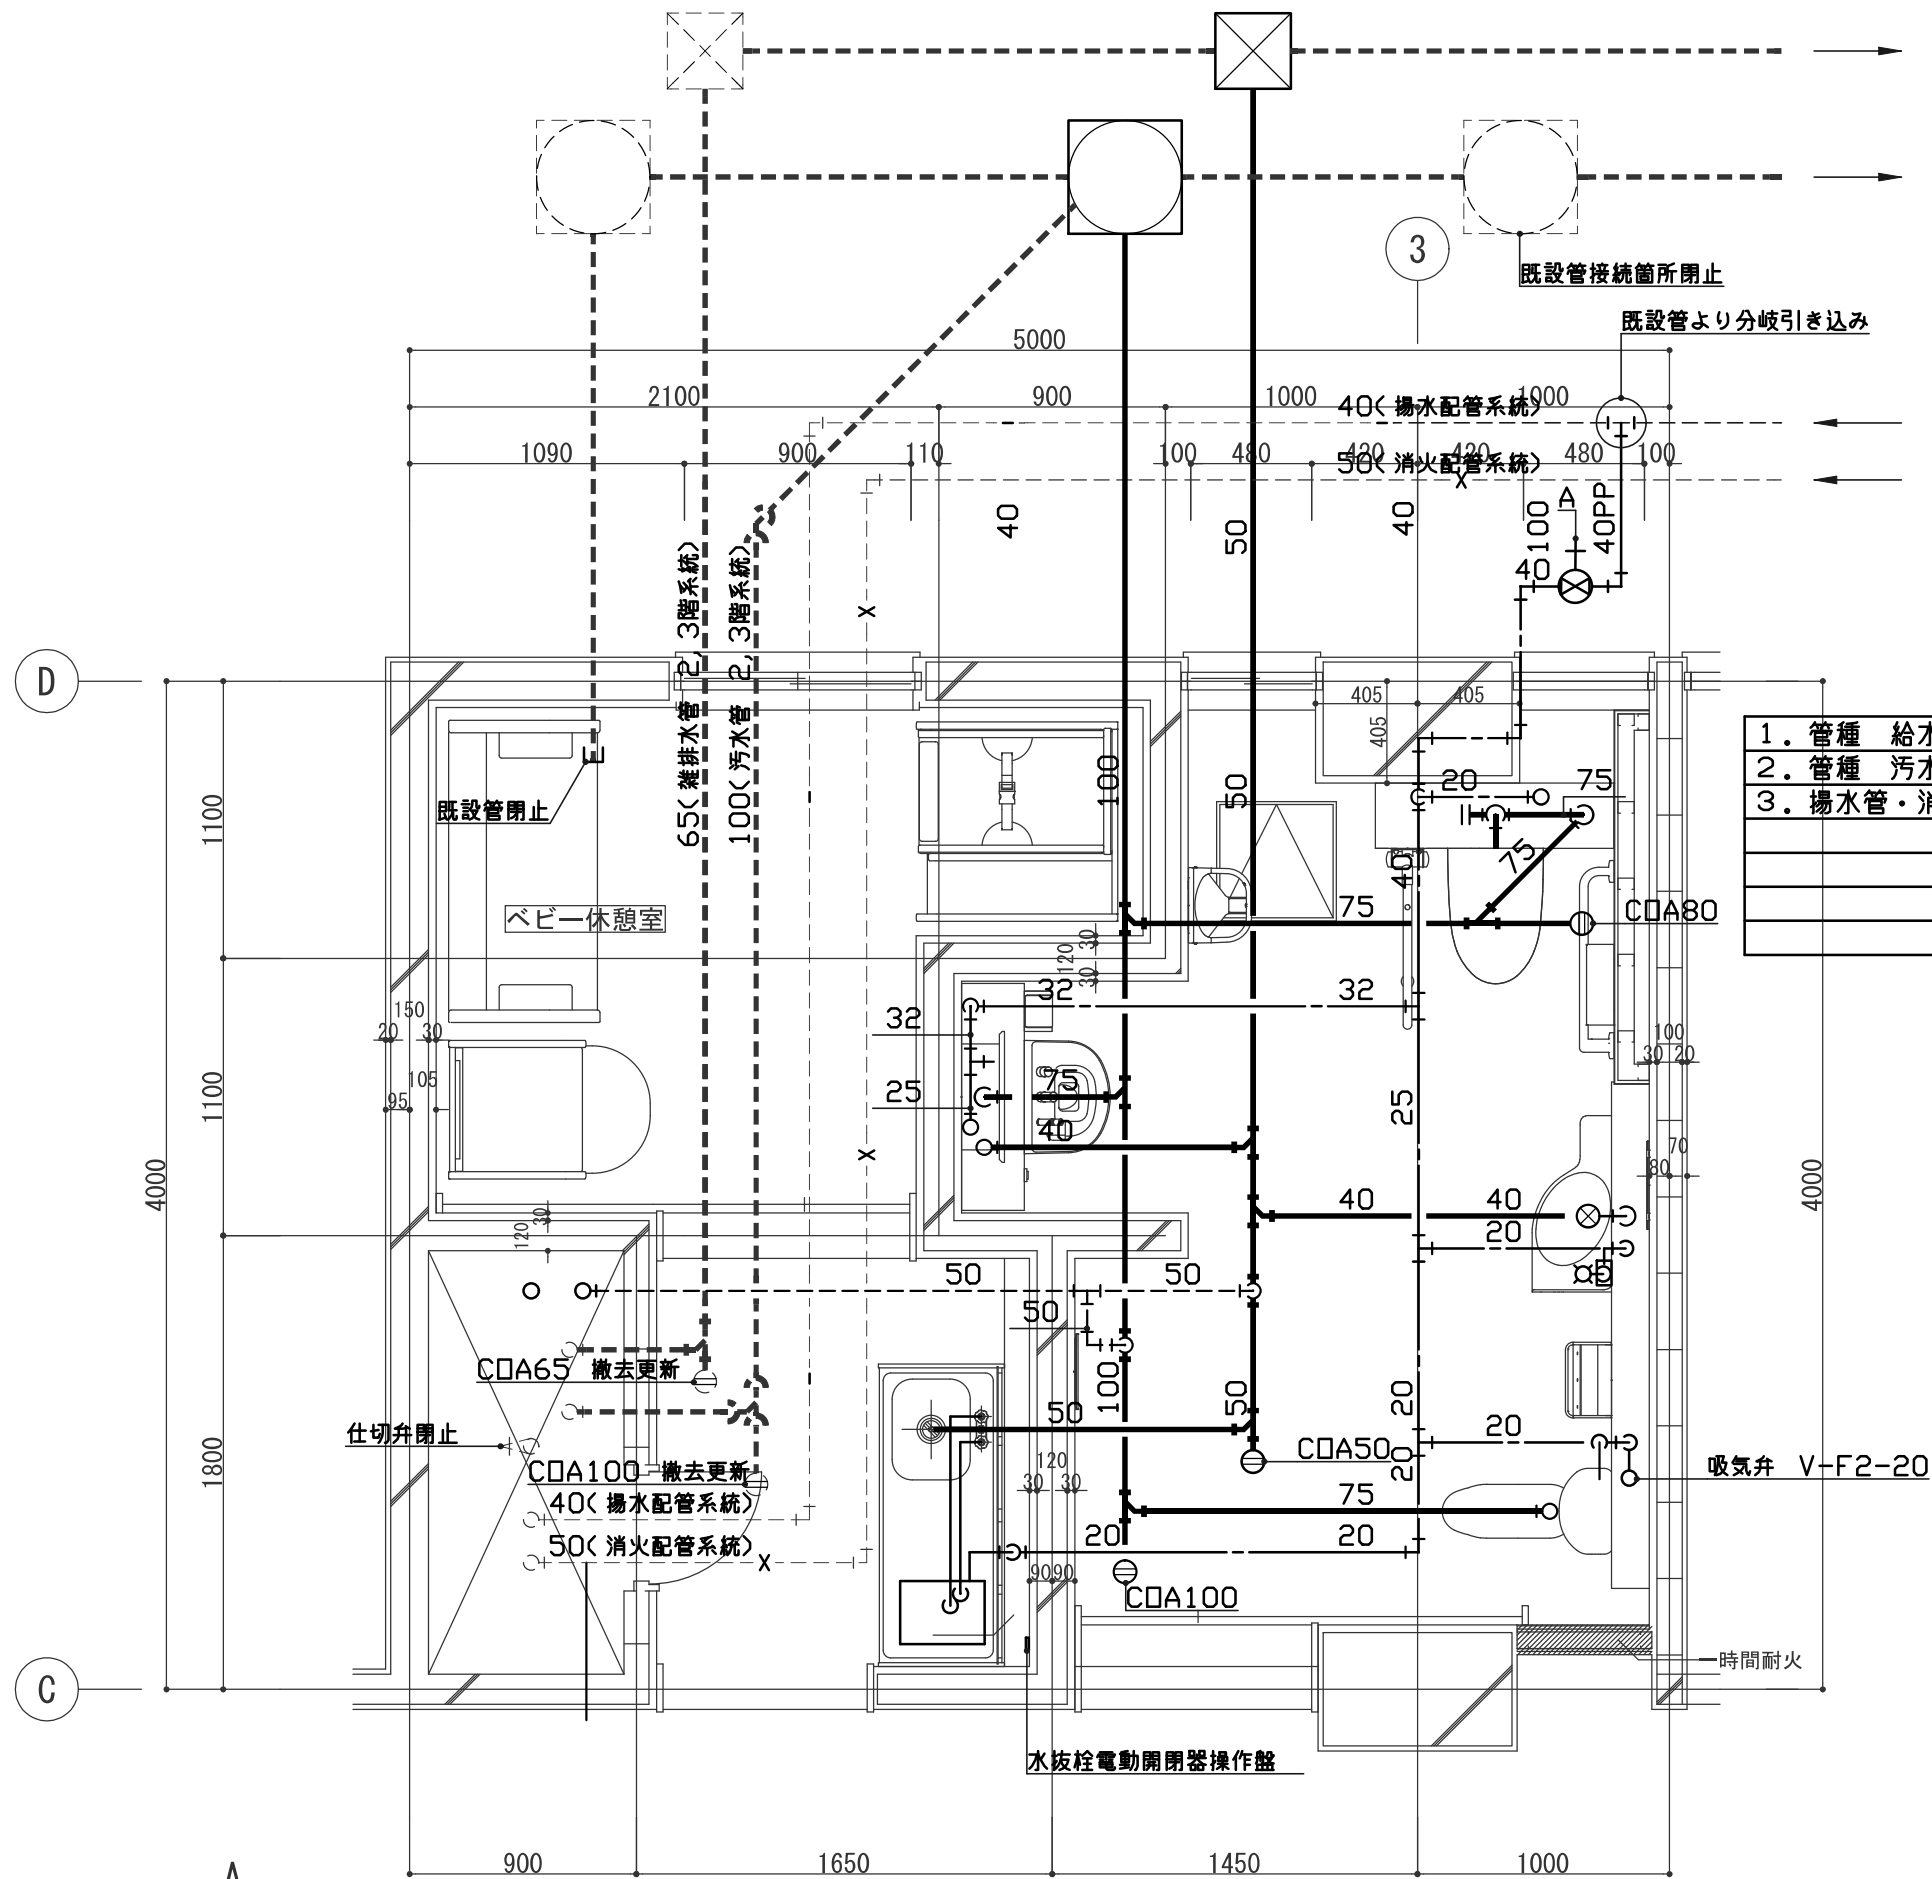 3
既設管接続箇所閉止
既設管より分岐引き込み
5000
2100
900
1000
1000
40(揚水配管系統)
1090
900
110
100
480
420
420
480
100
50(消火配管系統)
X
40
50
40
40
100
A
40PP
65(雑排水管 2,3階系統)
100(汚水管 2,3階系統)
X
D
405
405
405
1.管種 給水
2.管種 汚水
3.揚水管・消
100
50
20
75
既設管閉止
1100
40
75
ベビー休憩室
75
COA80
30
120
30
32
32
150
20
30
32
100
30
20
105
95
25
75
25
1100
40
X
70
80
4000
4000
40
40
30
120
20
50
50
50
COA65 撤去更新
100
50
20
50
20
仕切弁閉止
COA50
20
120
30
30
COA100 撤去更新
吸気弁 V-F2-20
1800
40(揚水配管系統)
75
50(消火配管系統)
X
20
20
90
90
COA100
C
一時間耐火
水抜栓電動開閉器操作盤
900
1650
1450
1000
A